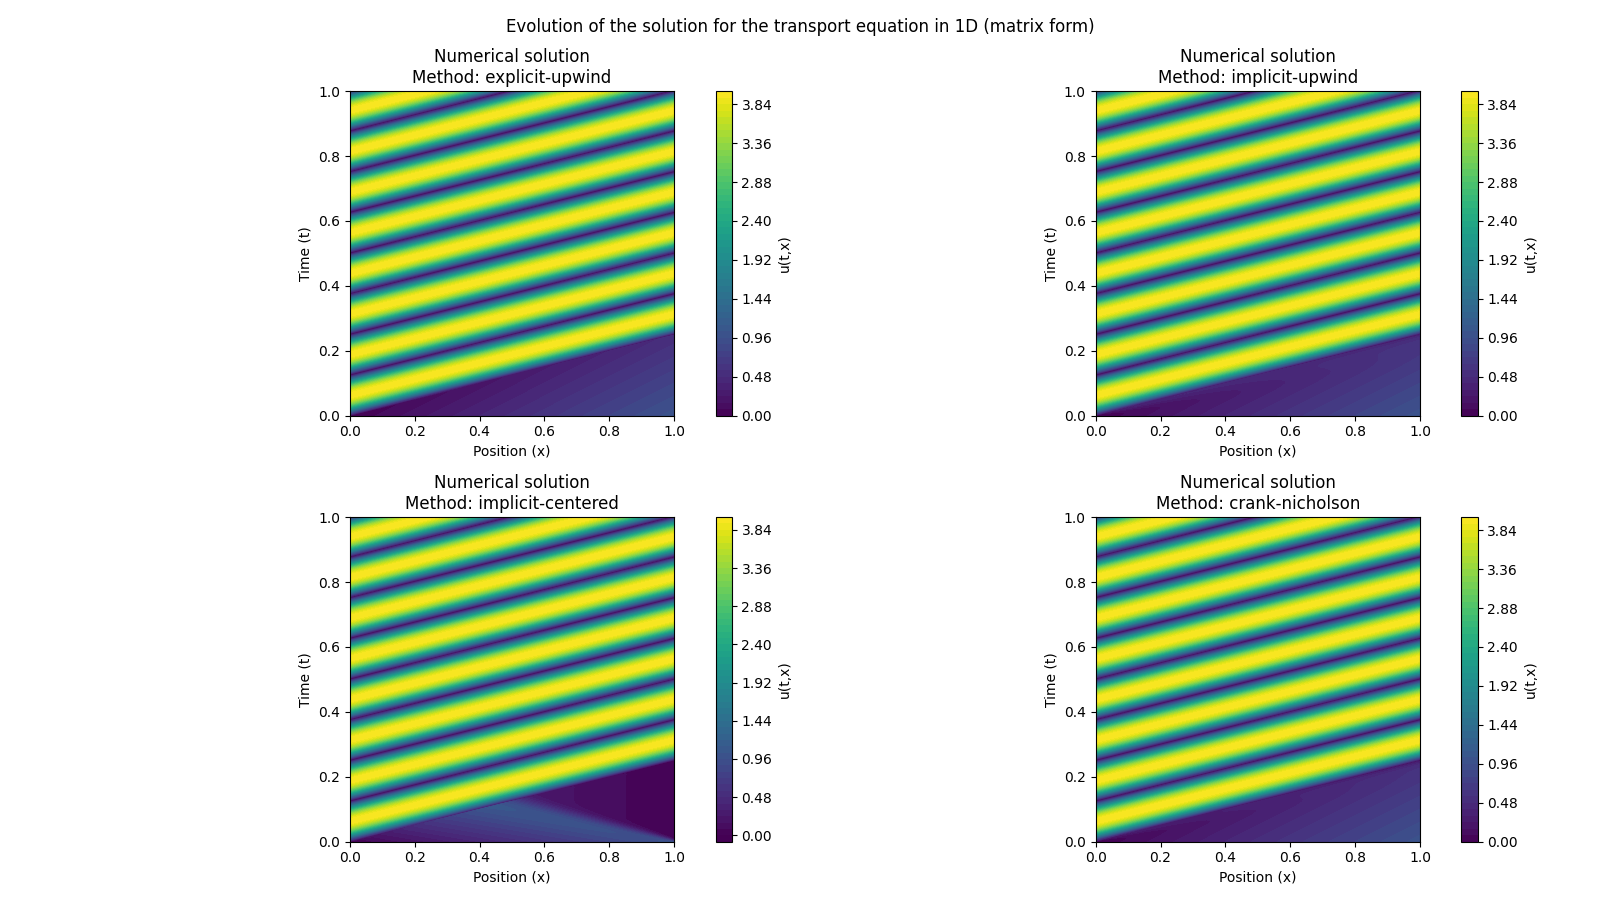 Evolution of the solution for the transport equation in 1D (matrix form)
Numerical solution
Method: explicit-upwind
1.0
0.8
0.6
0.4
0.2
0.0
Time (t)
0.0 0.2 0.4 0.6 0.8 1.0
Position (x)
3.84
3.36
2.88
2.40
1.92
1.44
0.96
0.48
0.00
u(t,x)
Numerical solution
Method: implicit-upwind
1.0
0.8
0.6
0.4
0.2
0.0
Time (t)
0.0 0.2 0.4 0.6 0.8 1.0
Position (x)
3.84
3.36
2.88
2.40
1.92
1.44
0.96
0.48
0.00
u(t,x)
Numerical solution
Method: implicit-centered
1.0
0.8
0.6
0.4
0.2
0.0
Time (t)
0.0 0.2 0.4 0.6 0.8 1.0
Position (x)
3.84
3.36
2.88
2.40
1.92
1.44
0.96
0.48
0.00
u(t,x)
Numerical solution
Method: crank-nicholson
1.0
0.8
0.6
0.4
0.2
0.0
Time (t)
0.0 0.2 0.4 0.6 0.8 1.0
Position (x)
3.84
3.36
2.88
2.40
1.92
1.44
0.96
0.48
0.00
u(t,x)